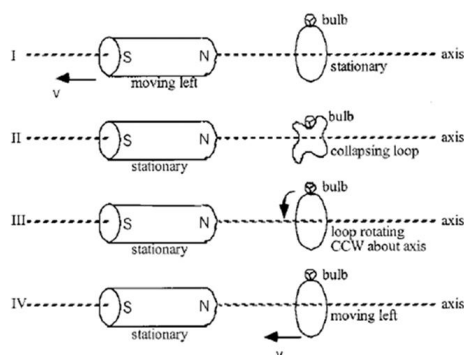 bulb
I S N axis
moving left stationary
v
bulb
II axis
collapsing loop
stationary
bulb
III S N axis
loop rotating
CCW about axis
stationary
bulb
IV S N axis
moving left
stationary
v